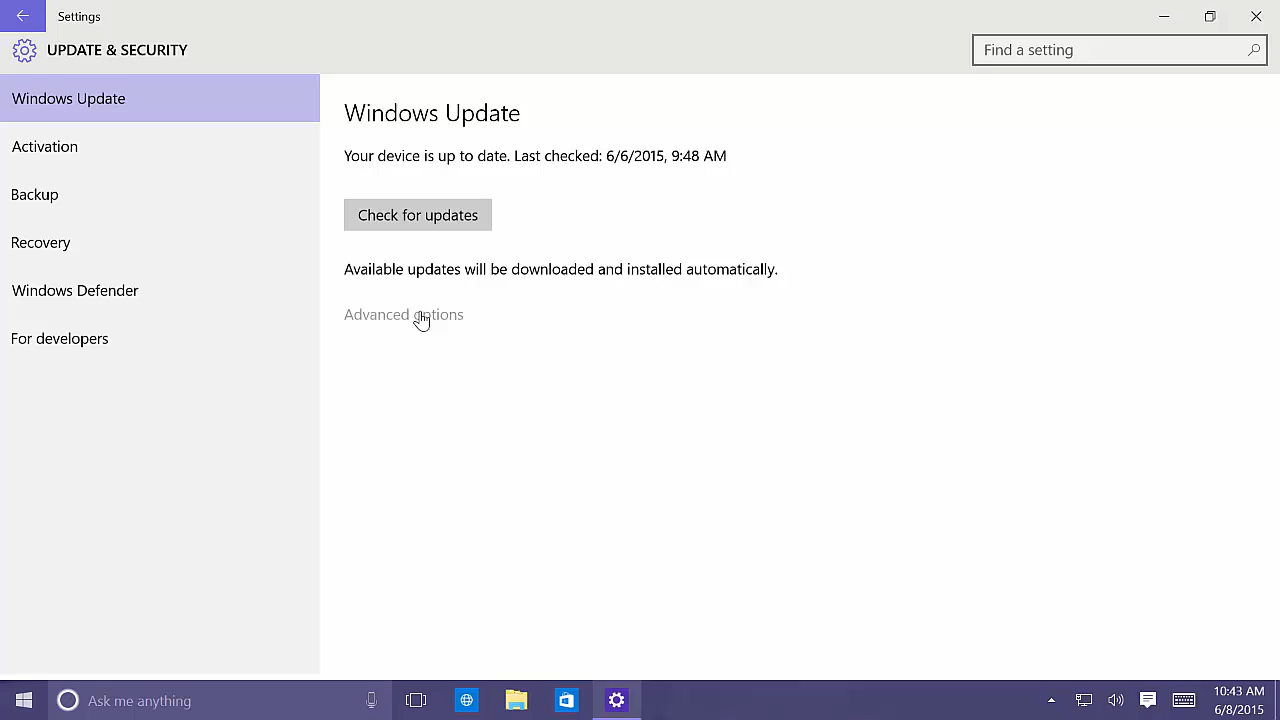 Settings
UPDATE & SECURITY
Find a setting
Windows Update
Activation
Backup
Recovery
Windows Defender
For developers
Windows Update
Your device is up to date. Last checked: 6/6/2015, 9:48 AM
Check for updates
Available updates will be downloaded and installed automatically.
Advanced options
Ask me anything
10:43 AM
6/8/2015